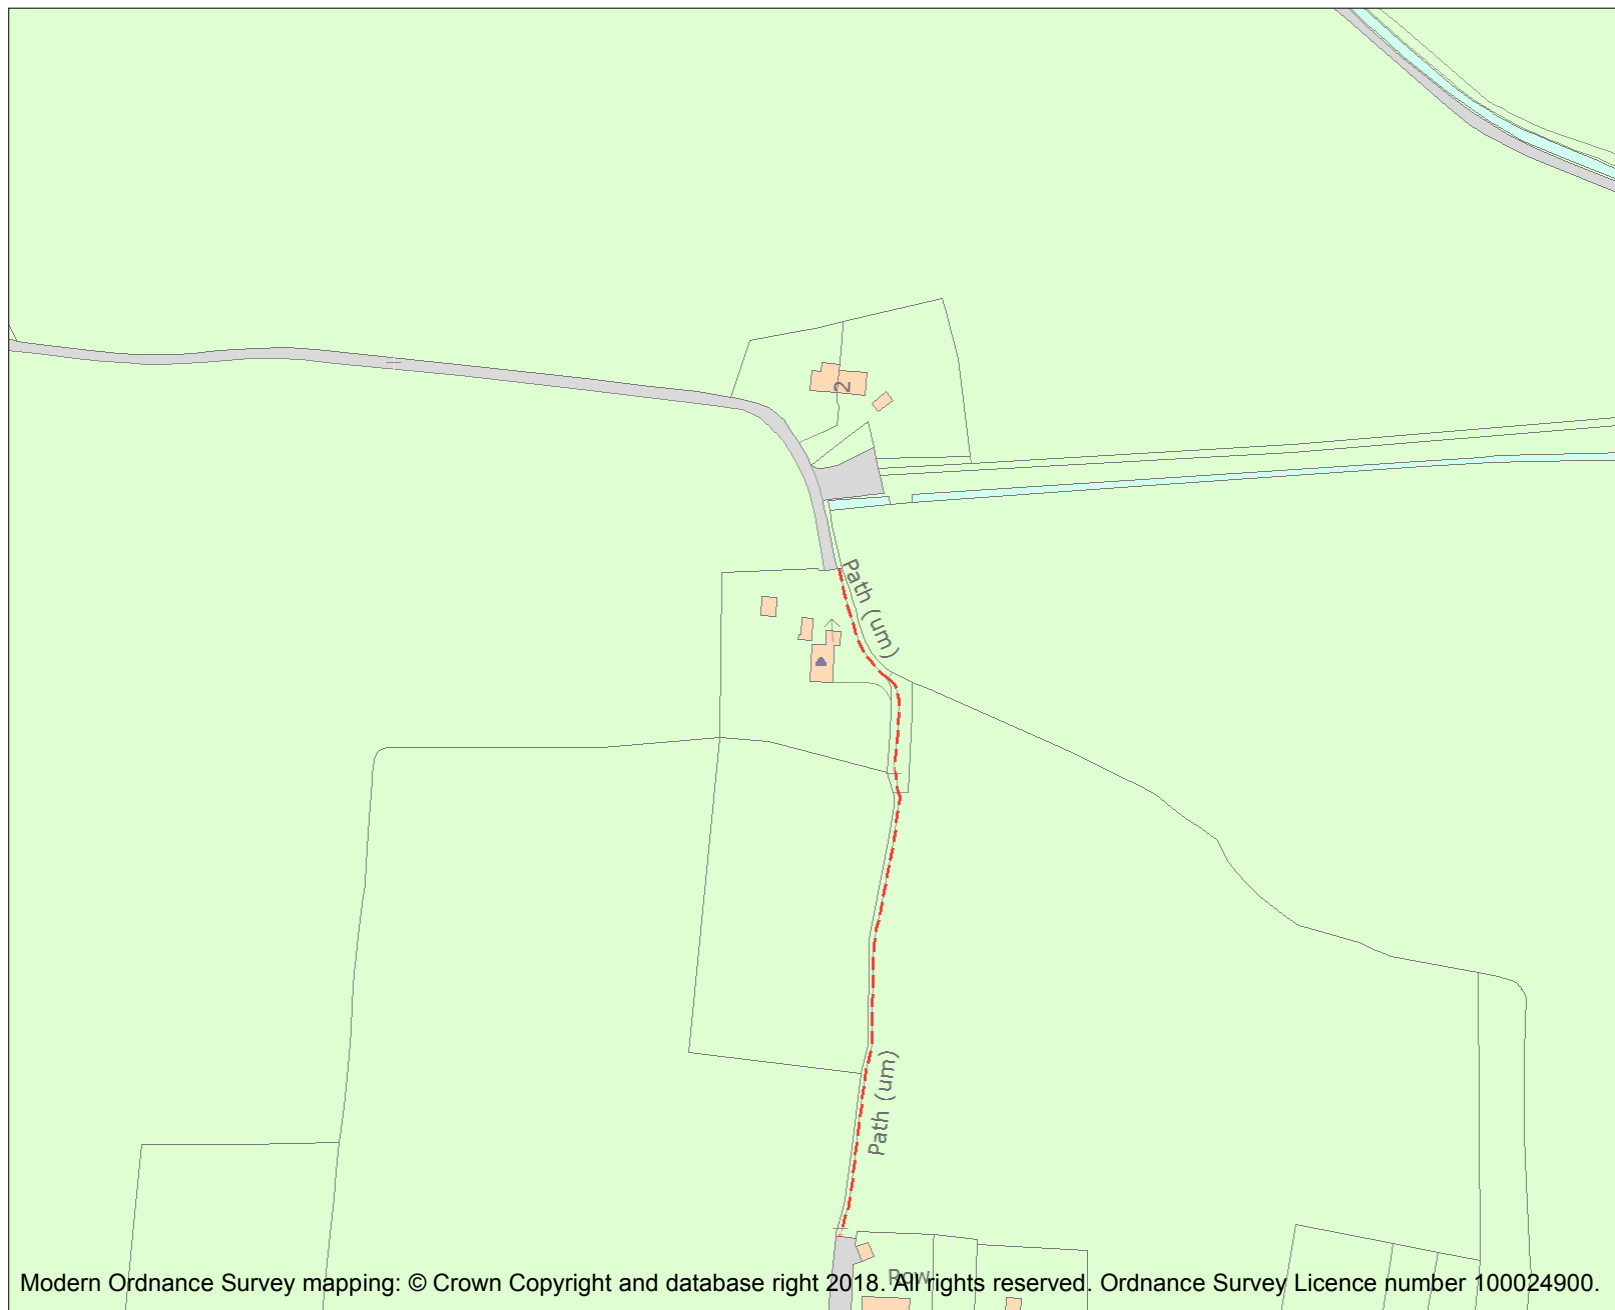 2
Path (um)
Path (um)
Row
Modern Ordnance Survey mapping: © Crown Copyright and database right 2018. All rights reserved. Ordnance Survey Licence number 100024900.